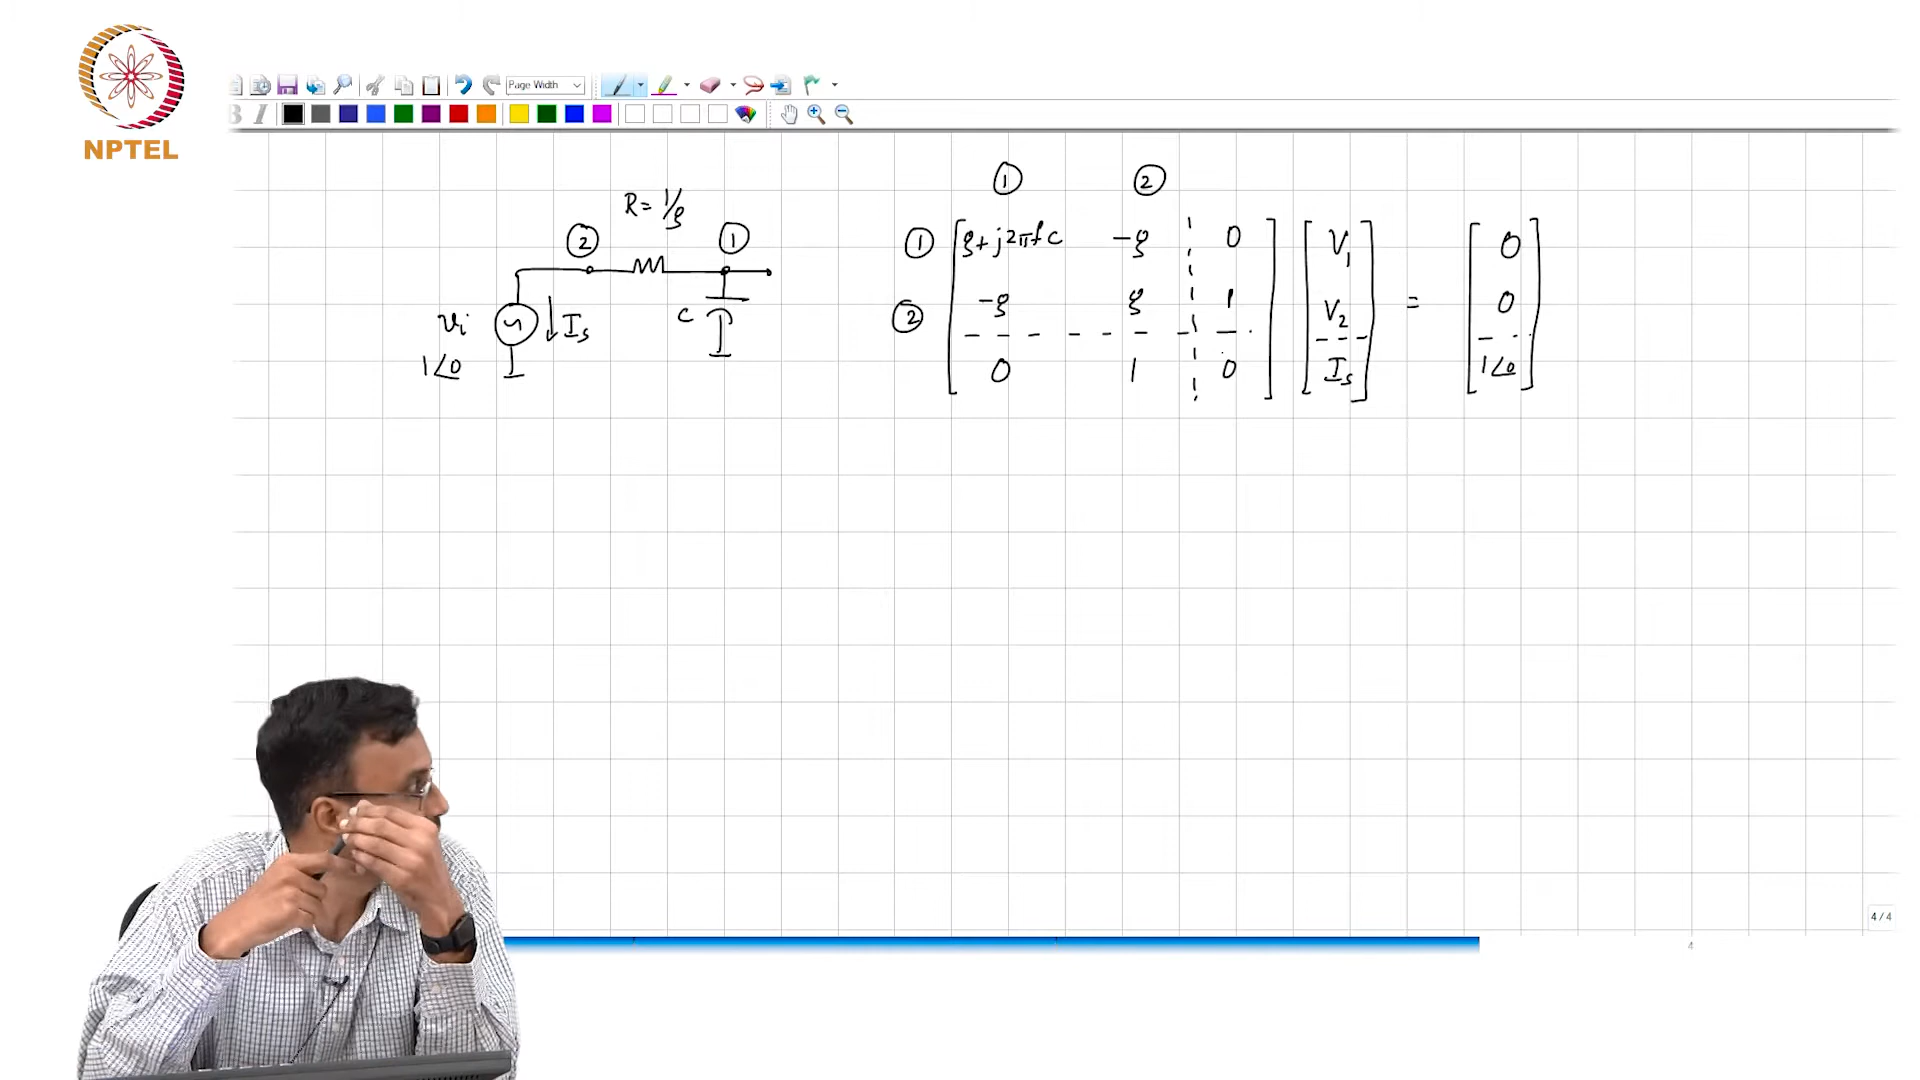 NPTEL
Page Width
B I
① ②
R = 1/g
② ①
vi
1∠0
Is
C
① g + j2πfc -g 0 V1 0
② -g g 1 V2 = 0
0 1 0 Is 1∠0
4/4
4